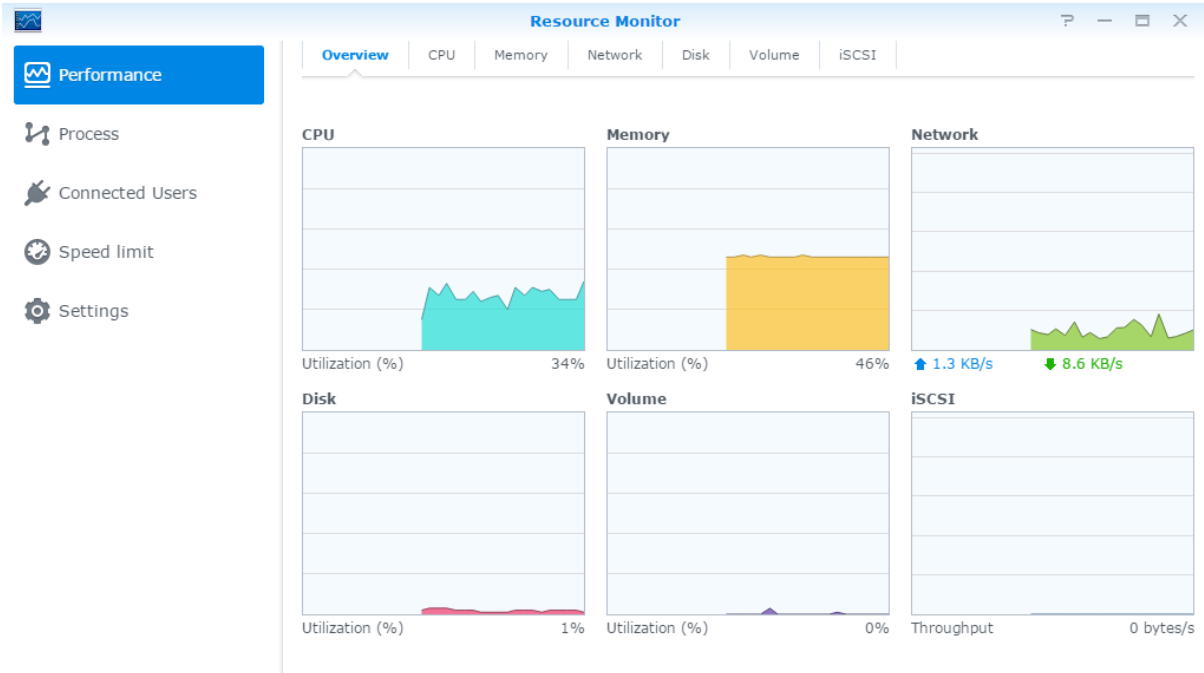 Resource Monitor ?
Performance
Process
Connected Users
Speed limit
Settings
Overview CPU Memory Network Disk Volume iSCSI
CPU Memory Network
Utilization (%) 34% Utilization (%) 46% 1.3 KB/s 8.6 KB/s
Disk Volume iSCSI
Utilization (%) 1% Utilization (%) 0% Throughput 0 bytes/s